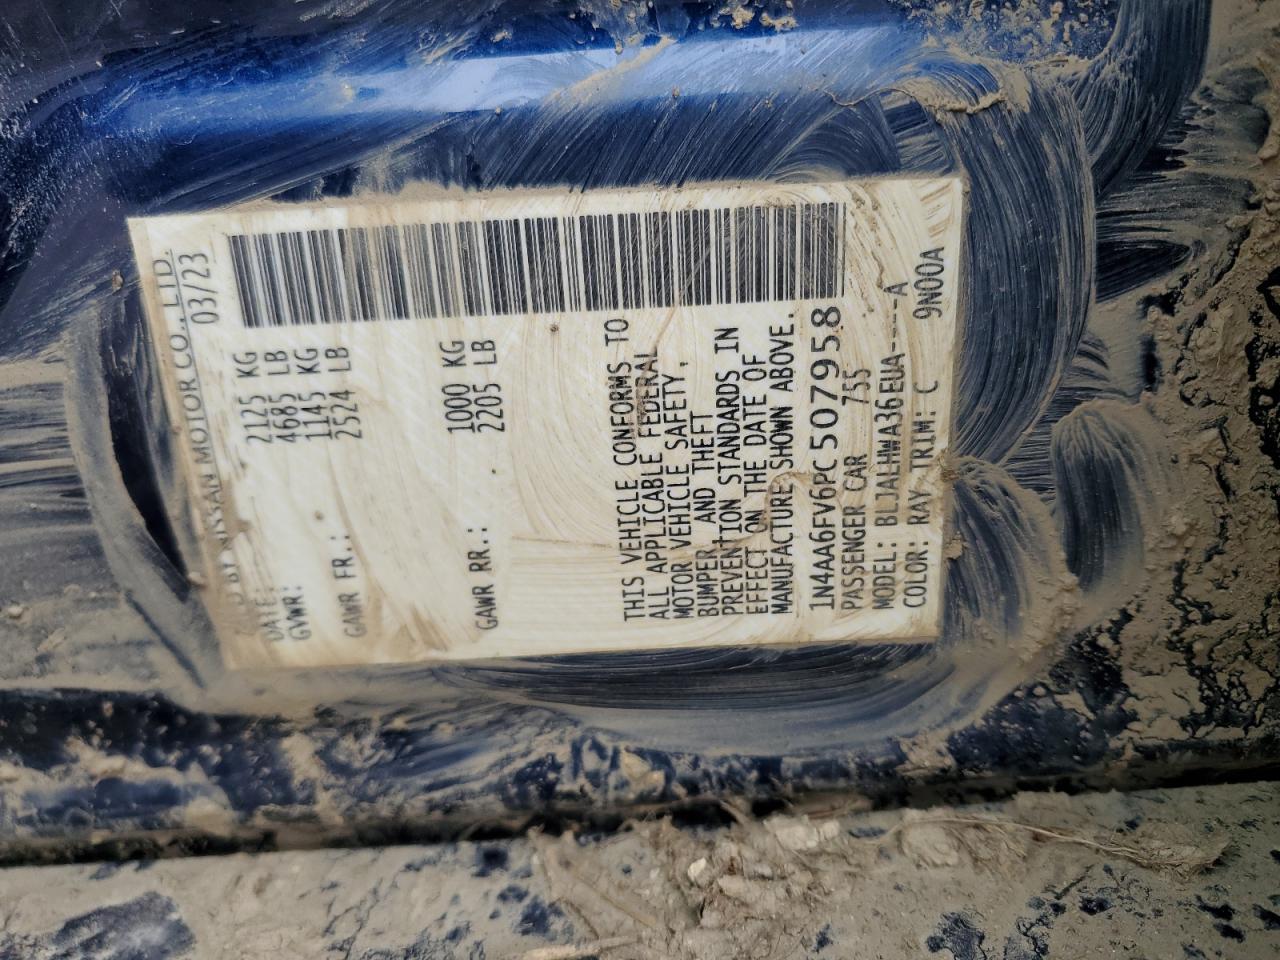 D BY NISSAN MOTOR CO., LTD.
DATE: 03/23
GVWR: 2125 KG
4685 LB
GAWR FR.: 1145 KG
2524 LB
GAWR RR.: 1000 KG
2205 LB
THIS VEHICLE CONFORMS TO
ALL APPLICABLE FEDERAL
MOTOR VEHICLE SAFETY,
BUMPER AND THEFT
PREVENTION STANDARDS IN
EFFECT ON THE DATE OF
MANUFACTURE SHOWN ABOVE.
1N4AA6FV6PC507958
PASSENGER CAR 755
MODEL: BLJALHWA36EUA----A
COLOR: RAY TRIM: C 9N00A